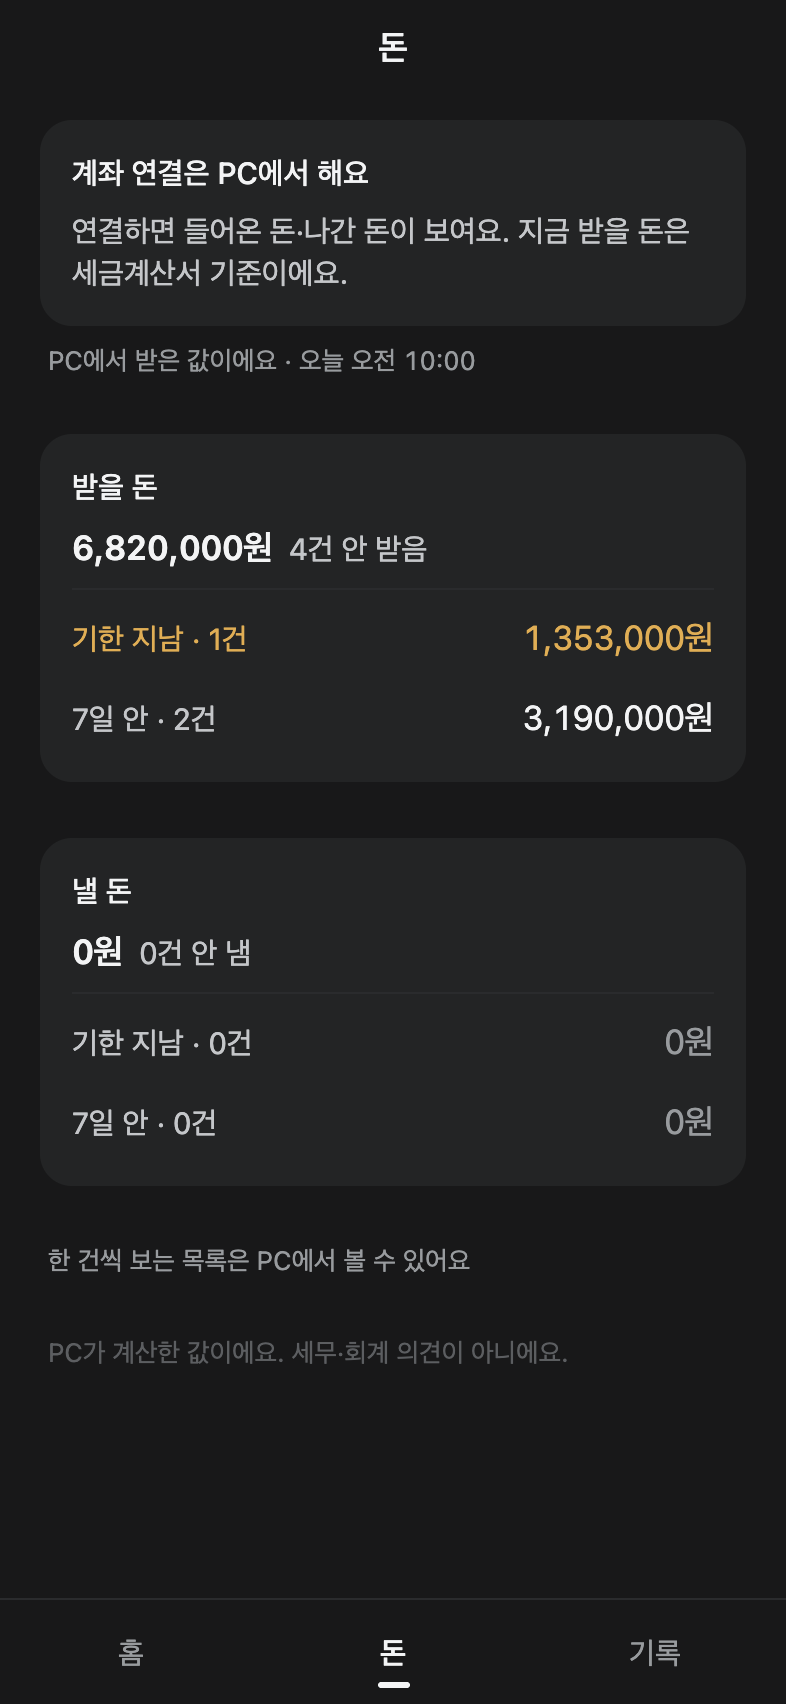 돈
계좌 연결은 PC에서 해요
연결하면 들어온 돈·나간 돈이 보여요. 지금 받을 돈은
세금계산서 기준이에요.
PC에서 받은 값이에요 · 오늘 오전 10:00
받을 돈
6,820,000원 4건 안 받음
기한 지남 · 1건 1,353,000원
7일 안 · 2건 3,190,000원
낼 돈
0원 0건 안 냄
기한 지남 · 0건 0원
7일 안 · 0건 0원
한 건씩 보는 목록은 PC에서 볼 수 있어요
PC가 계산한 값이에요. 세무·회계 의견이 아니에요.
홈 돈 기록